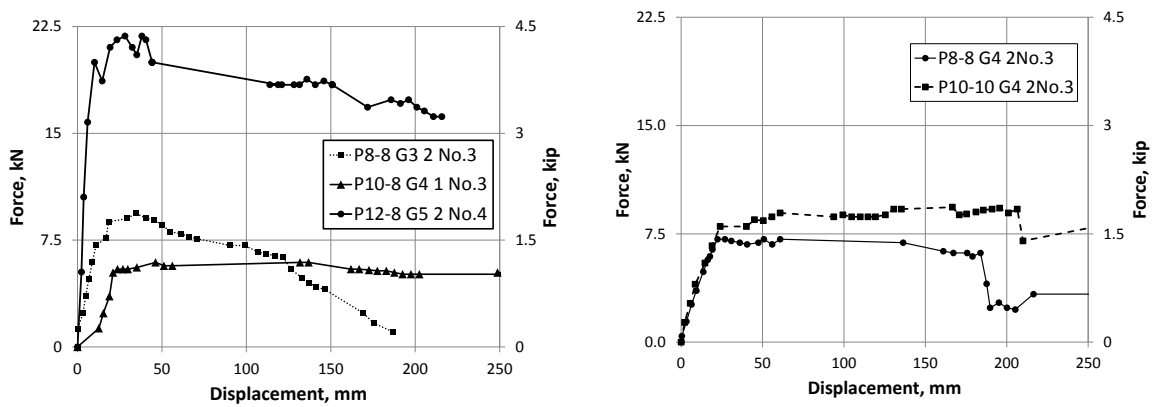 22.5
15
7.5
0
Force, kN
4.5
3
1.5
0
Force, kip
P8-8 G3 2 No.3
P10-8 G4 1 No.3
P12-8 G5 2 No.4
0 50 100 150 200 250
Displacement, mm
22.5
15.0
7.5
0.0
Force, kN
4.5
3
1.5
0
Force, kip
P8-8 G4 2No.3
P10-10 G4 2No.3
0 50 100 150 200 250
Displacement, mm